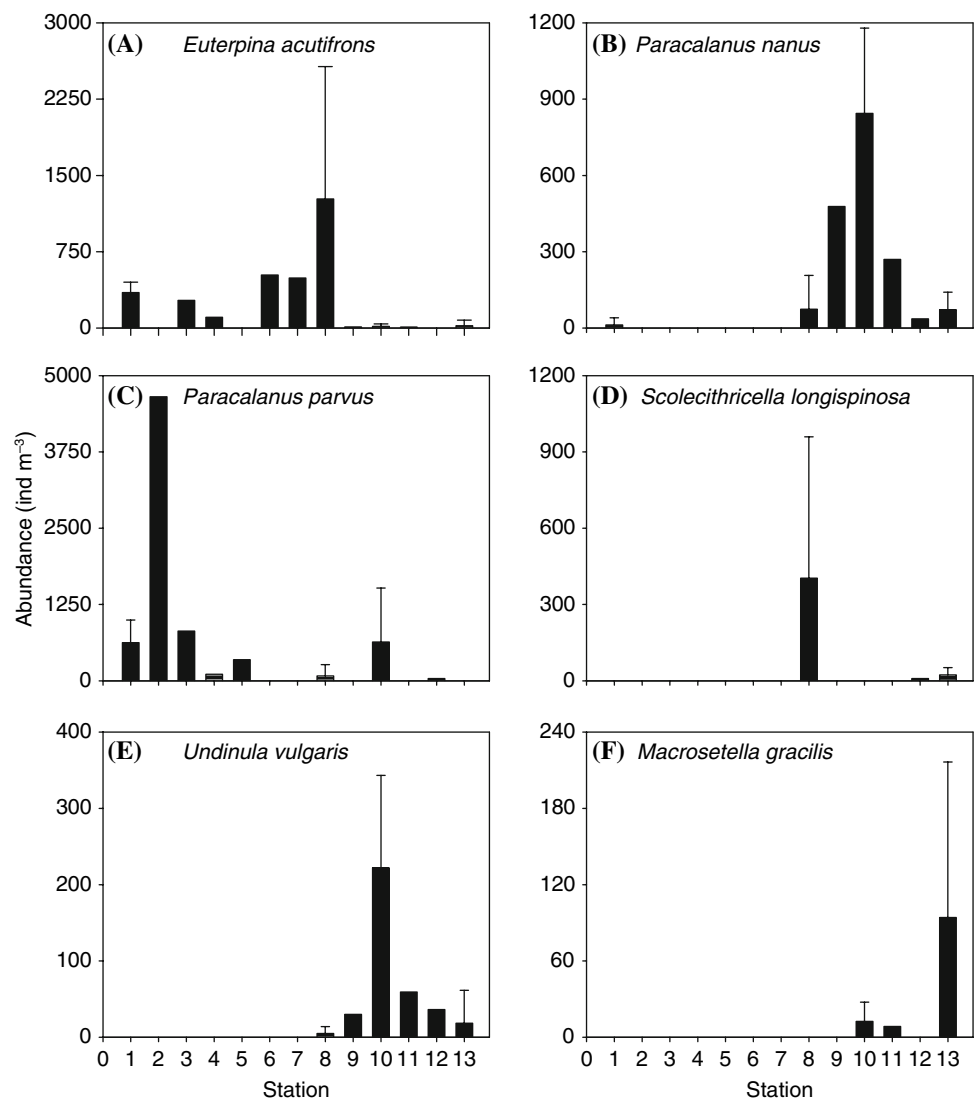 (A) Euterpina acutifrons
3000
2250
1500
750
0
(B) Paracalanus nanus
1200
900
600
300
0
(C) Paracalanus parvus
5000
3750
2500
1250
0
(D) Scolecithricella longispinosa
1200
900
600
300
0
Abundance (ind m⁻³)
(E) Undinula vulgaris
400
300
200
100
0
0 1 2 3 4 5 6 7 8 9 10 11 12 13
Station
(F) Macrosetella gracilis
240
180
120
60
0
0 1 2 3 4 5 6 7 8 9 10 11 12 13
Station